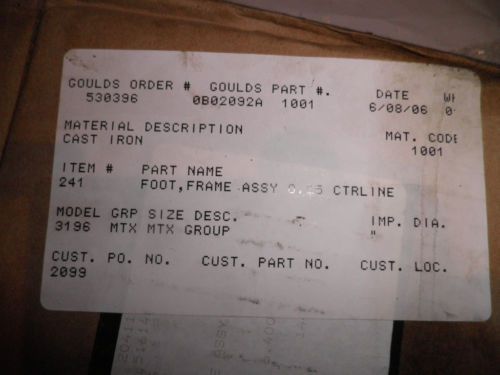 GOULDS ORDER # GOULDS PART #. DATE
530396 0B02092A 1001 6/08/06
MATERIAL DESCRIPTION MAT. CODE
CAST IRON 1001
ITEM # PART NAME
241 FOOT,FRAME ASSY CTRLINE
MODEL GRP SIZE DESC. IMP. DIA.
3196 MTX MTX GROUP "
CUST. PO. NO. CUST. PART NO. CUST. LOC.
2099